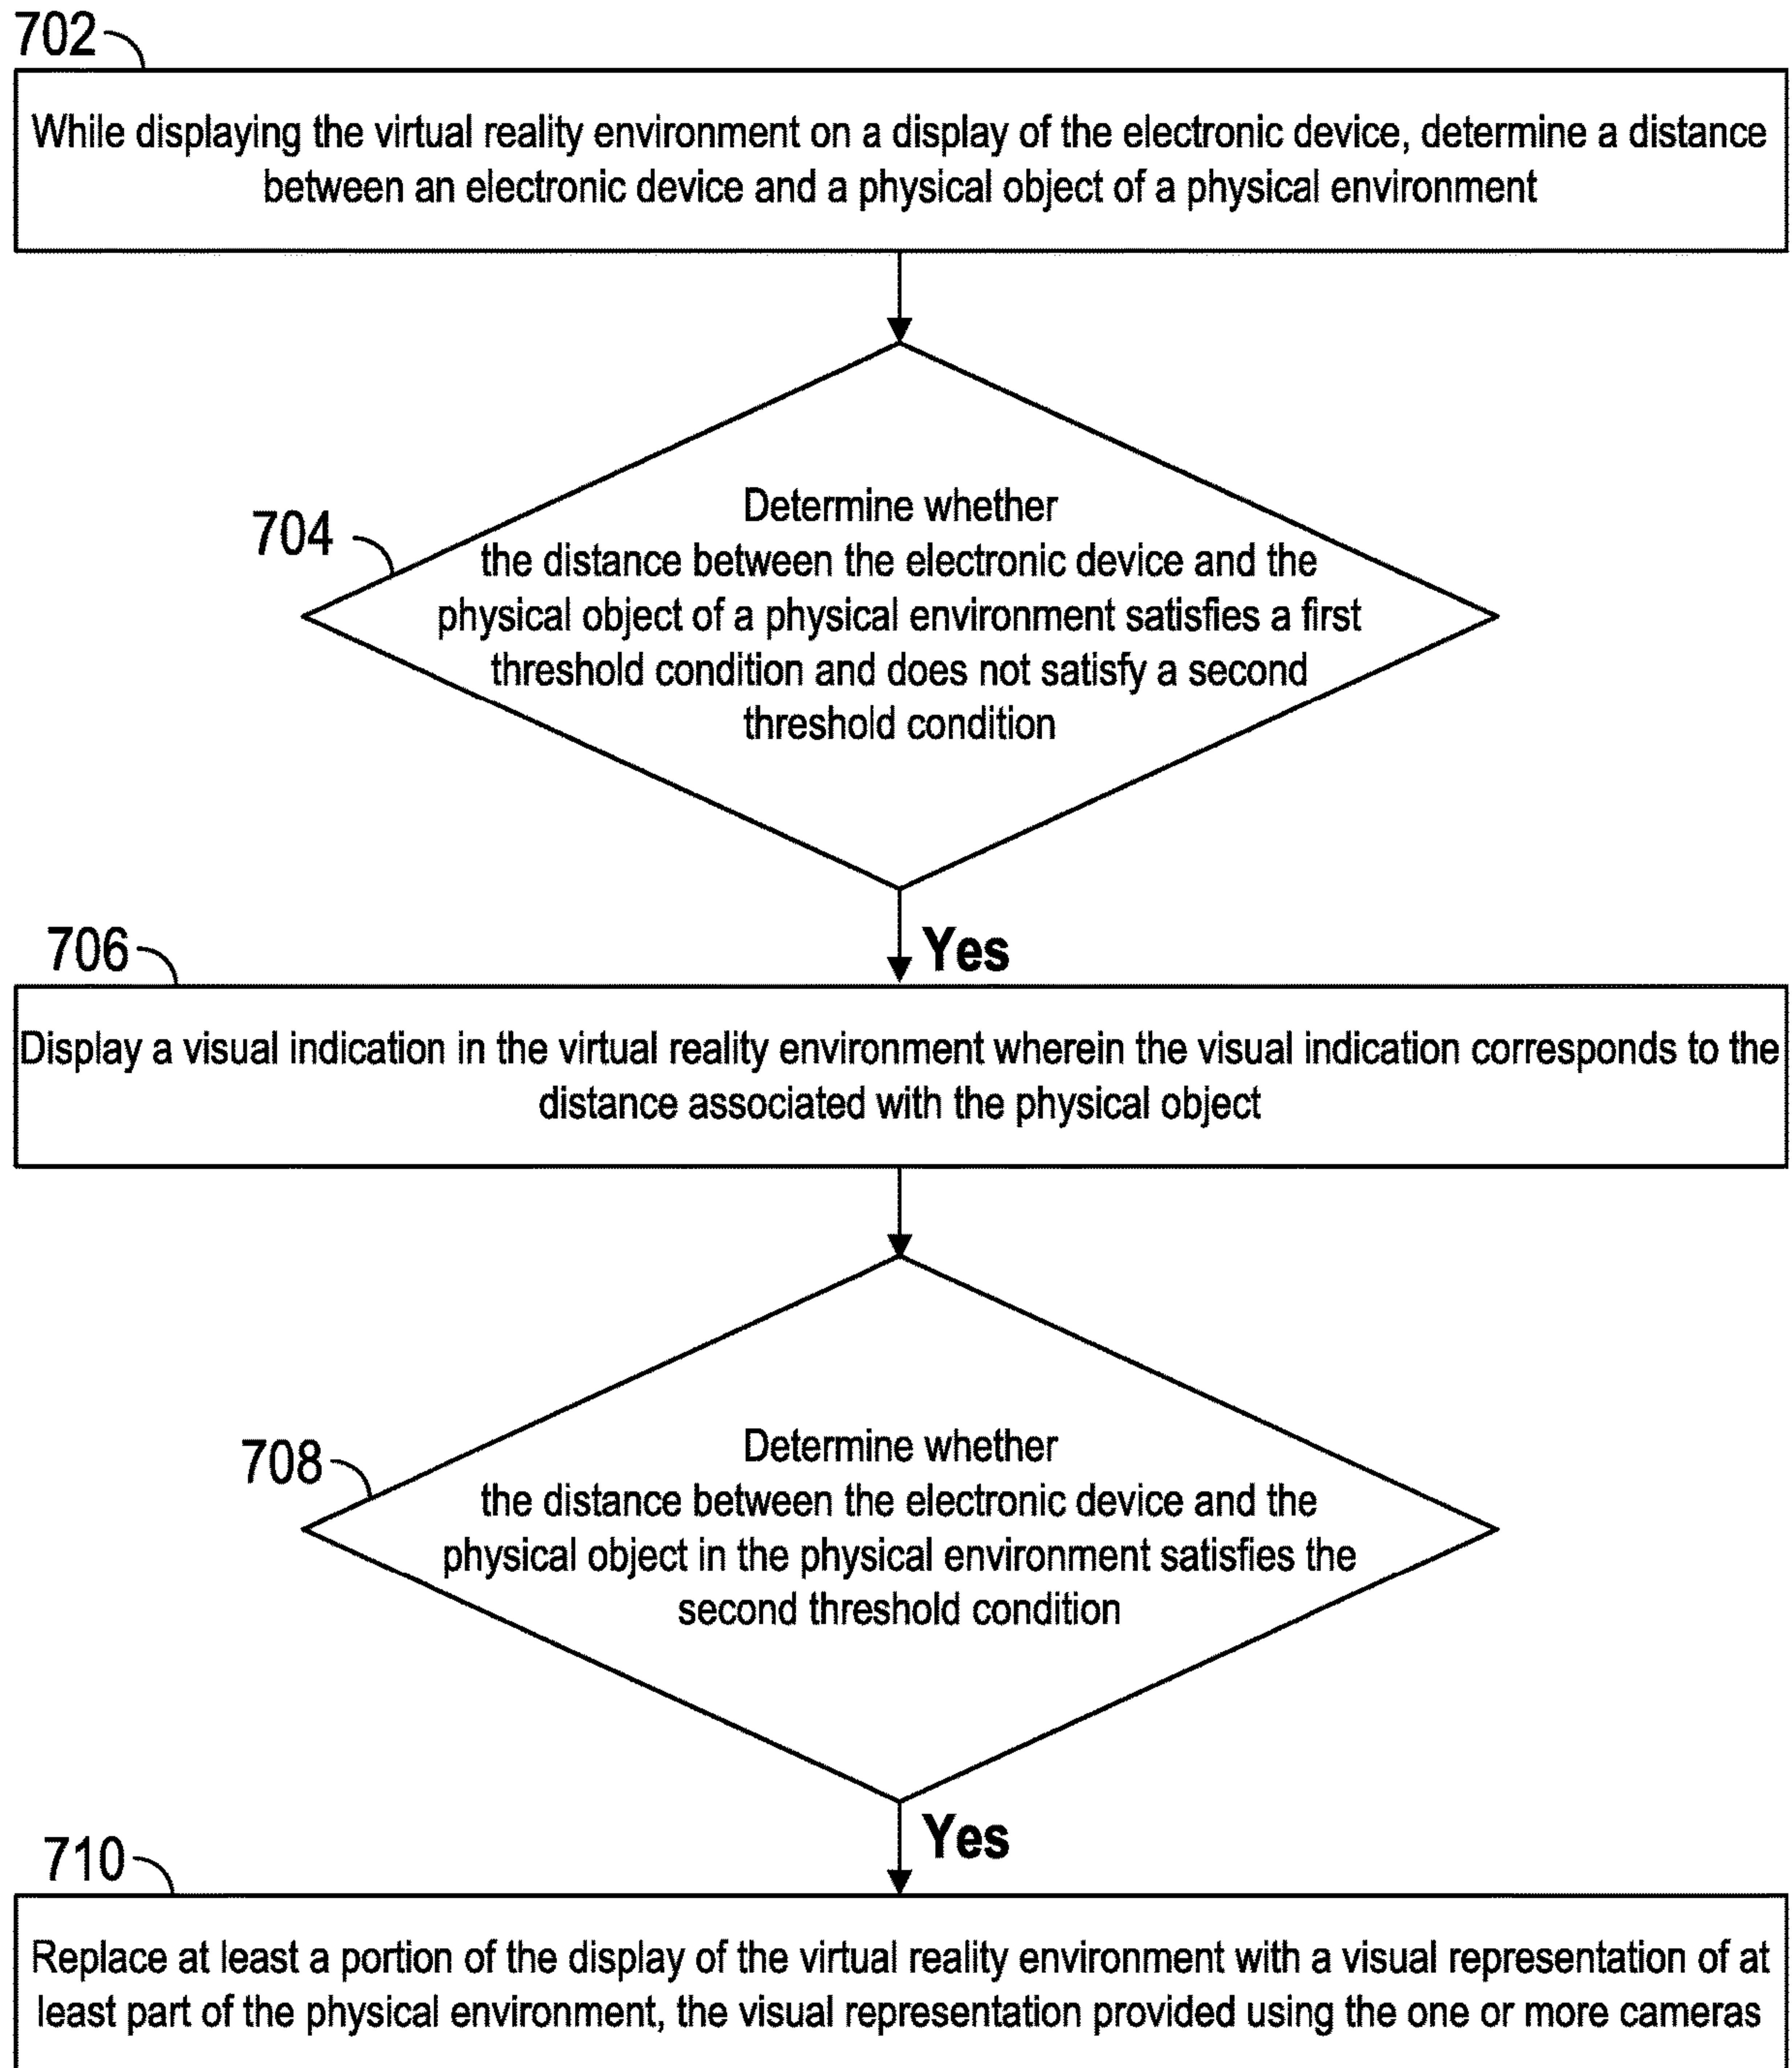 702
While displaying the virtual reality environment on a display of the electronic device, determine a distance
between an electronic device and a physical object of a physical environment
704
Determine whether
the distance between the electronic device and the
physical object of a physical environment satisfies a first
threshold condition and does not satisfy a second
threshold condition
Yes
706
Display a visual indication in the virtual reality environment wherein the visual indication corresponds to the
distance associated with the physical object
708
Determine whether
the distance between the electronic device and the
physical object in the physical environment satisfies the
second threshold condition
Yes
710
Replace at least a portion of the display of the virtual reality environment with a visual representation of at
least part of the physical environment, the visual representation provided using the one or more cameras